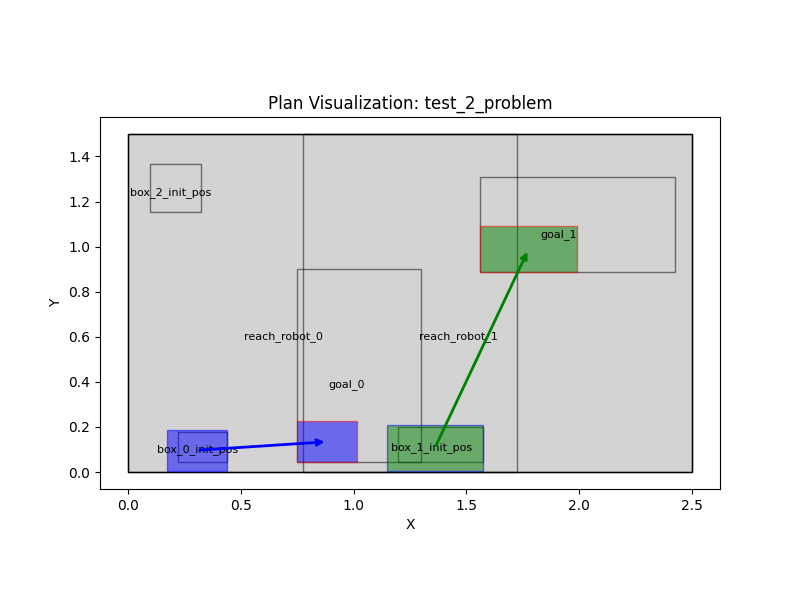 Plan Visualization: test_2_problem
Y
1.4
1.2
1.0
0.8
0.6
0.4
0.2
0.0
box_2_init_pos
goal_1
reach_robot_0
reach_robot_1
goal_0
box_0_init_pos
box_1_init_pos
0.0
0.5
1.0
1.5
2.0
2.5
X